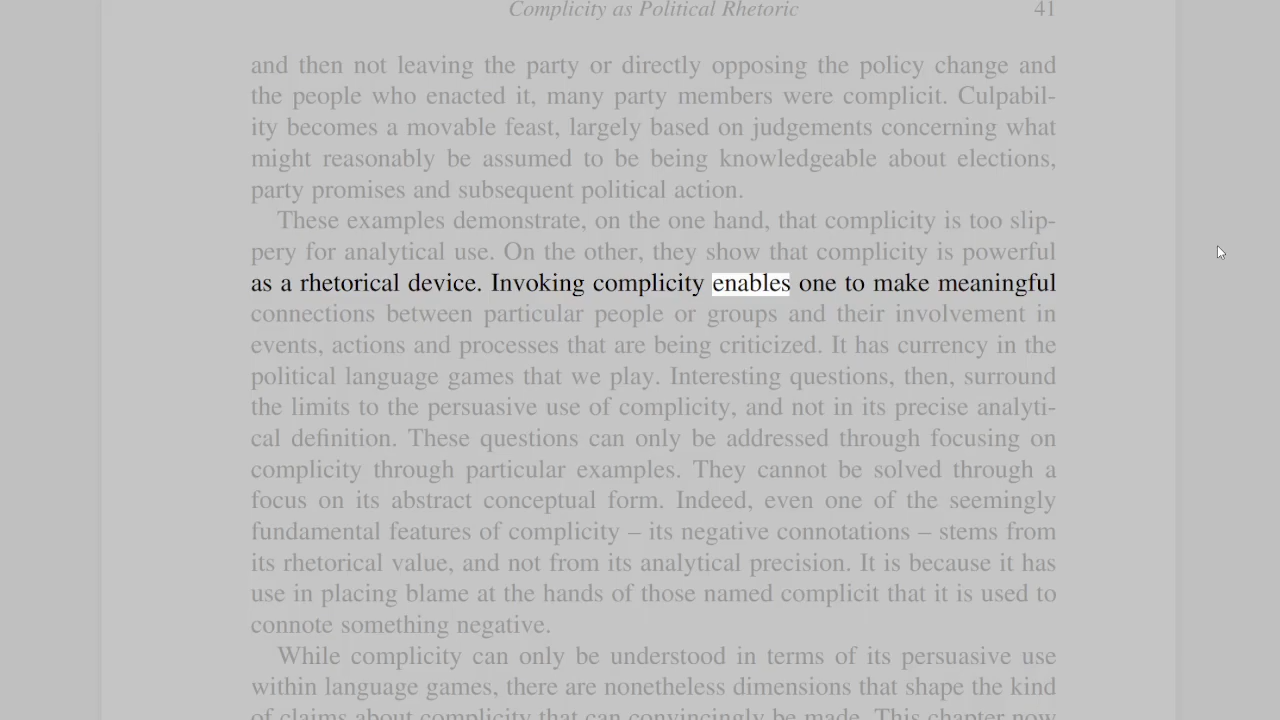 Complicity as Political Rhetoric 41
and then not leaving the party or directly opposing the policy change and
the people who enacted it, many party members were complicit. Culpabil-
ity becomes a movable feast, largely based on judgements concerning what
might reasonably be assumed to be being knowledgeable about elections,
party promises and subsequent political action.
These examples demonstrate, on the one hand, that complicity is too slip-
pery for analytical use. On the other, they show that complicity is powerful
as a rhetorical device. Invoking complicity enables one to make meaningful
connections between particular people or groups and their involvement in
events, actions and processes that are being criticized. It has currency in the
political language games that we play. Interesting questions, then, surround
the limits to the persuasive use of complicity, and not in its precise analyti-
cal definition. These questions can only be addressed through focusing on
complicity through particular examples. They cannot be solved through a
focus on its abstract conceptual form. Indeed, even one of the seemingly
fundamental features of complicity – its negative connotations – stems from
its rhetorical value, and not from its analytical precision. It is because it has
use in placing blame at the hands of those named complicit that it is used to
connote something negative.
While complicity can only be understood in terms of its persuasive use
within language games, there are nonetheless dimensions that shape the kind
of claims about complicity that can convincingly be made. This chapter now